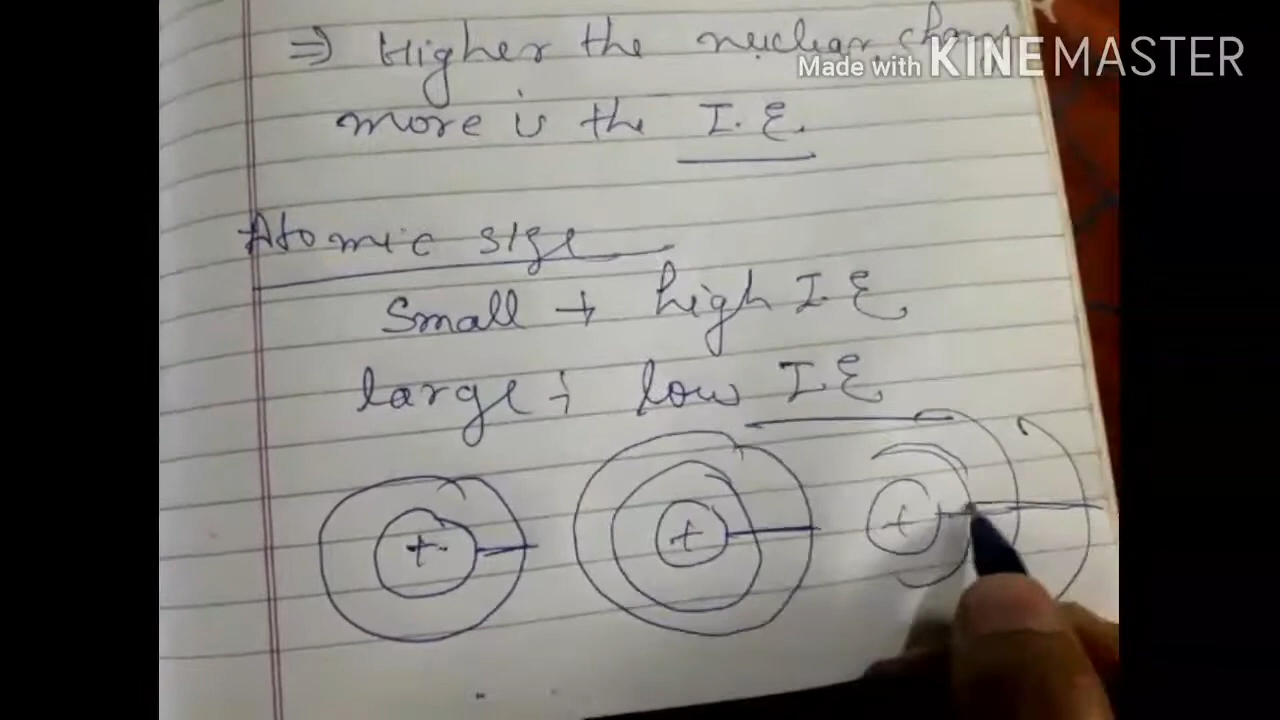 ⇒ Higher the nuclear
Made with KINEMASTER
more is the I.E.
Atomic size
Small → high I.E.
large → low I.E
+ + +